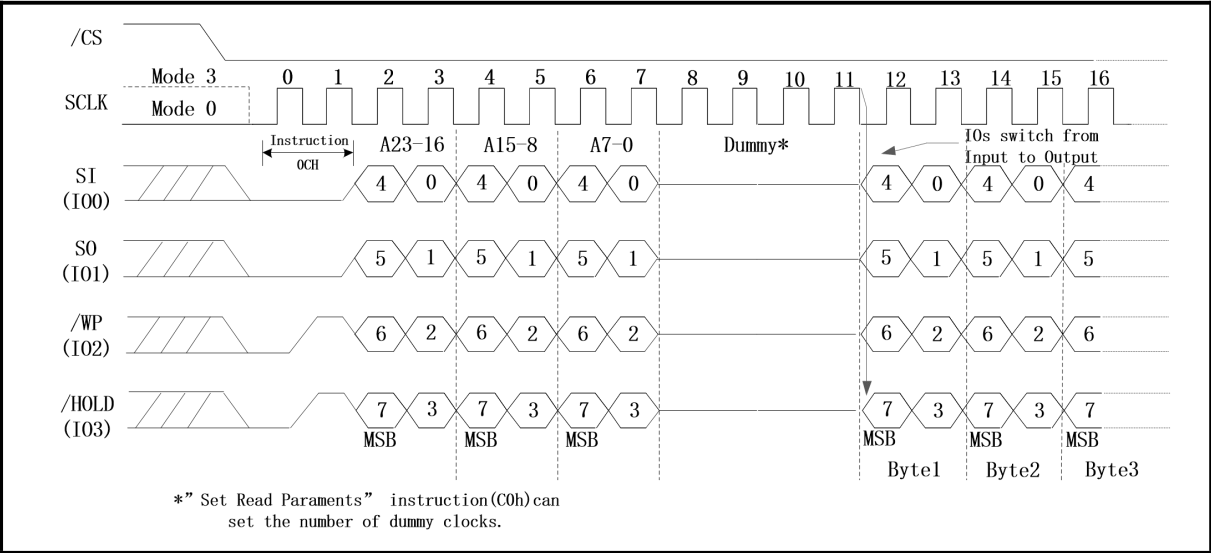 /CS
Mode 3
0 1 2 3 4 5 6 7 8 9 10 11 12 13 14 15 16
SCLK
Mode 0
Instruction
A23-16 A15-8 A7-0 Dummy*
IOs switch from
Input to Output
0CH
SI
(IO0)
4 0 4 0 4 0 4 0 4 0 4
SO
(IO1)
5 1 5 1 5 1 5 1 5 1 5
/WP
(IO2)
6 2 6 2 6 2 6 2 6 2 6
/HOLD
(IO3)
7 3 7 3 7 3 7 3 7 3 7
MSB MSB MSB MSB MSB MSB
Byte1 Byte2 Byte3
*" Set Read Paraments" instruction(C0h)can
set the number of dummy clocks.